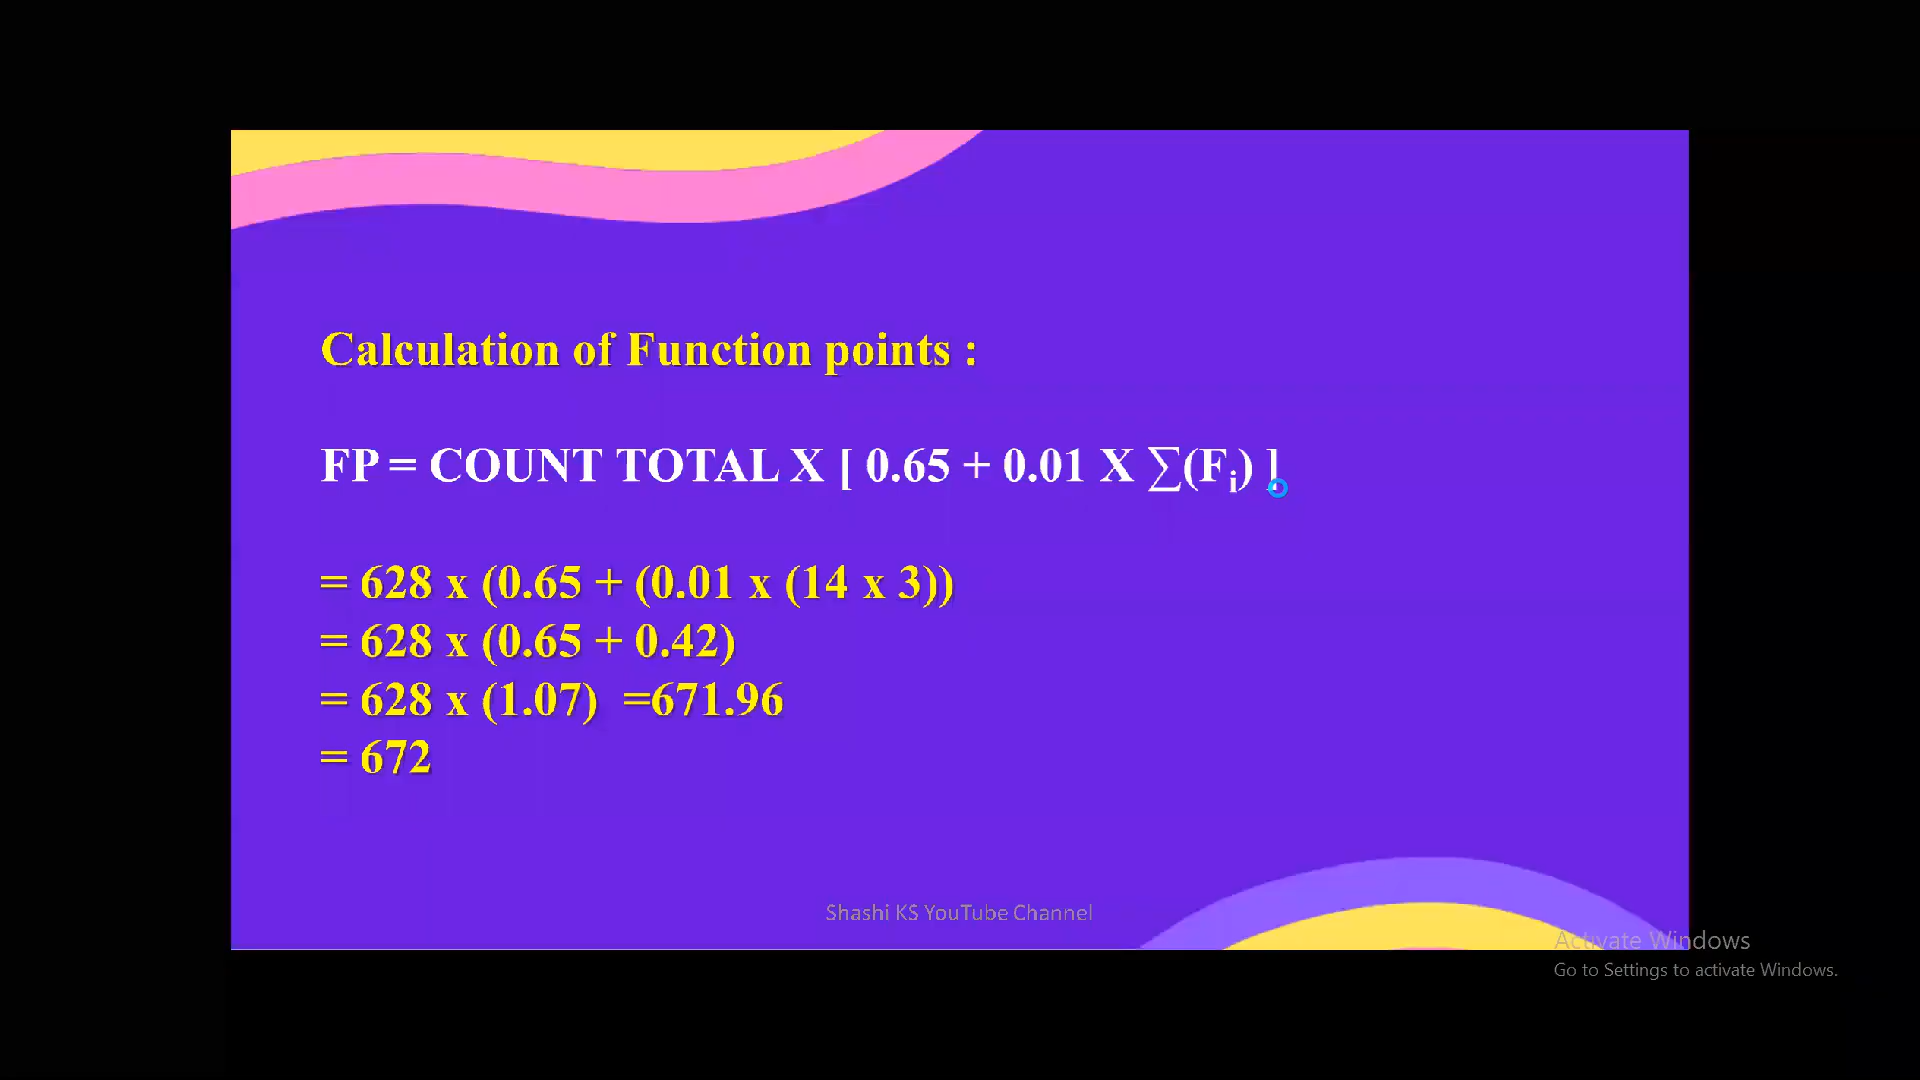 Calculation of Function points :
FP = COUNT TOTAL X [ 0.65 + 0.01 X ∑(Fi) ]
= 628 x (0.65 + (0.01 x (14 x 3))
= 628 x (0.65 + 0.42)
= 628 x (1.07)  =671.96
= 672
Shashi KS YouTube Channel
Activate Windows
Go to Settings to activate Windows.